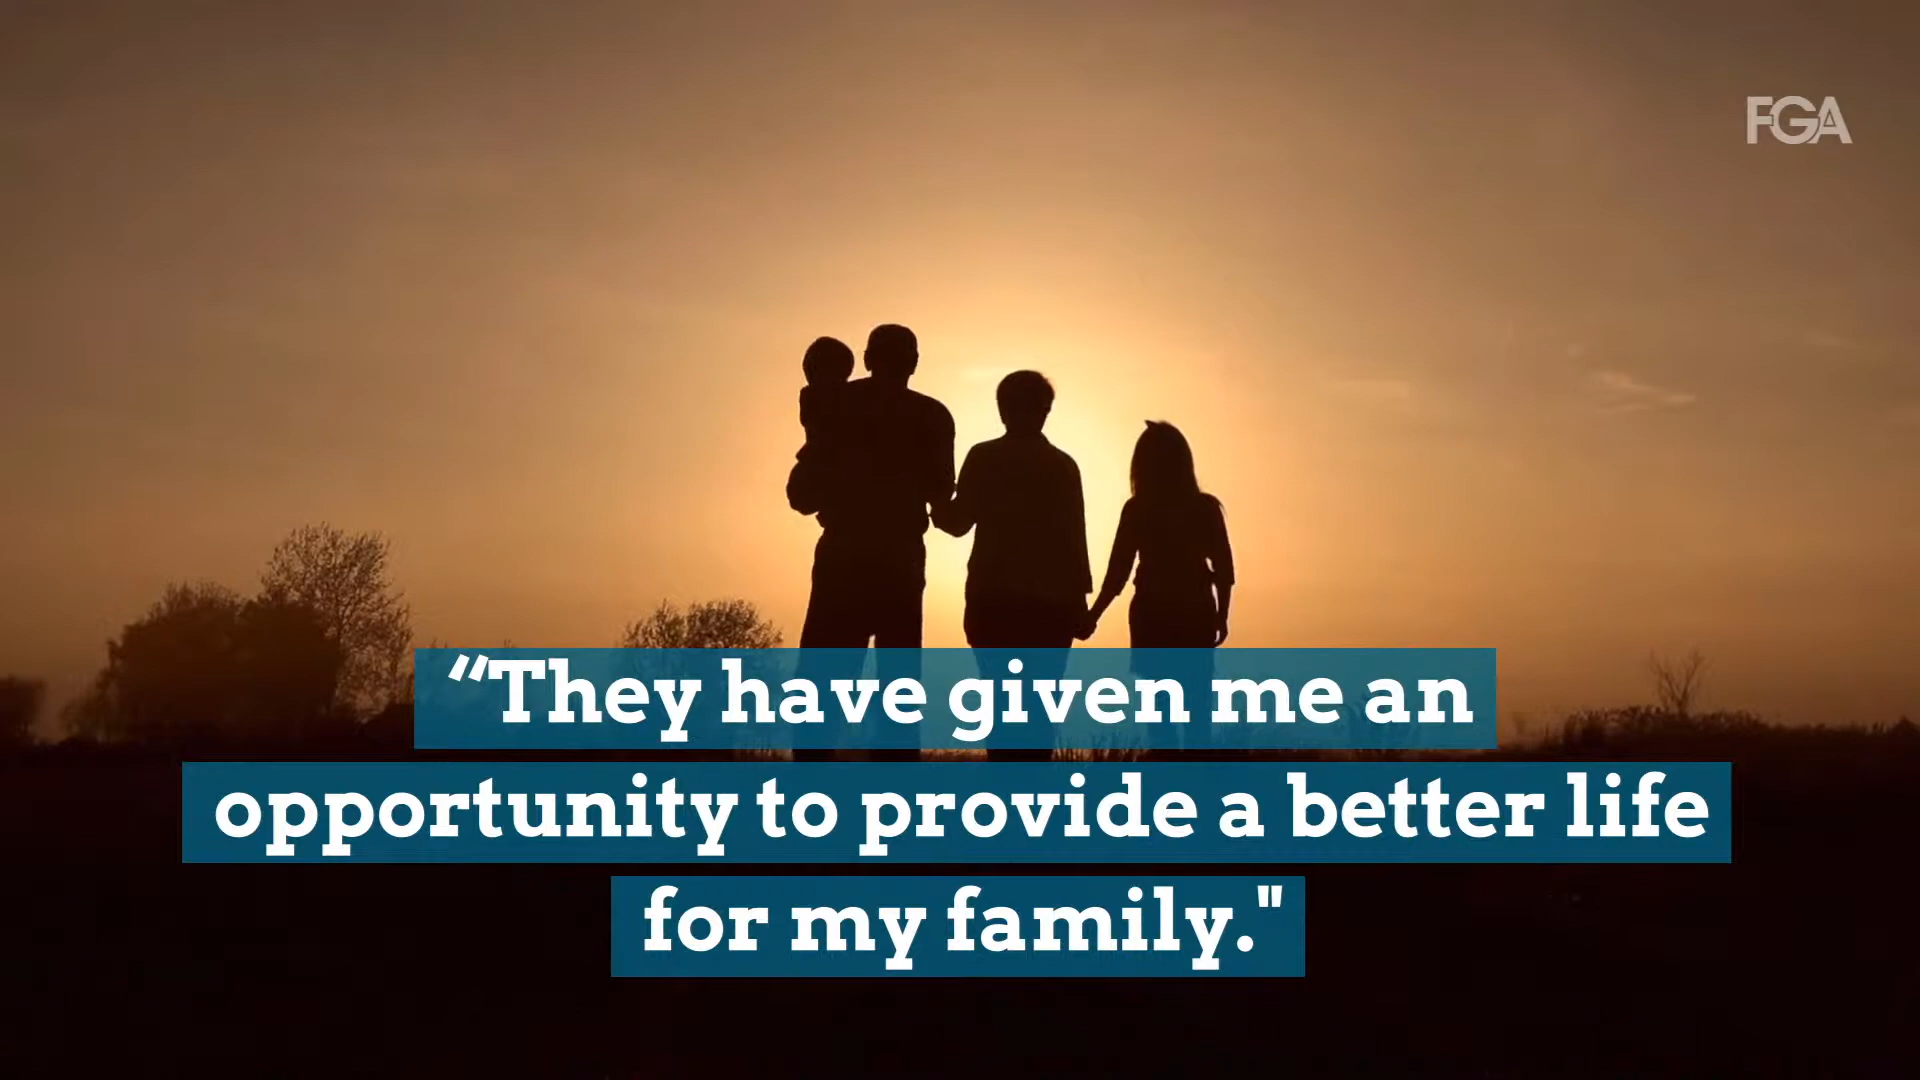 FGA
“They have given me an
opportunity to provide a better life
for my family."